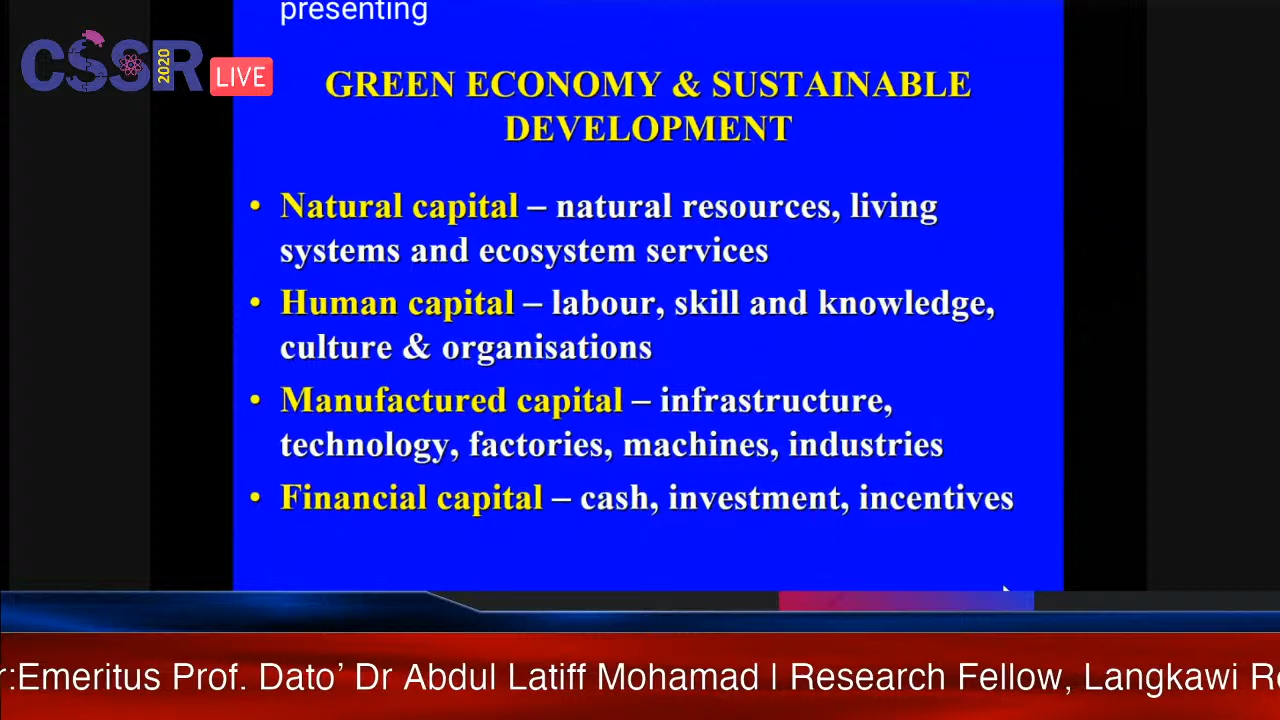 presenting
CSSR
2020
LIVE
GREEN ECONOMY & SUSTAINABLE
DEVELOPMENT
• Natural capital – natural resources, living
systems and ecosystem services
• Human capital – labour, skill and knowledge,
culture & organisations
• Manufactured capital – infrastructure,
technology, factories, machines, industries
• Financial capital – cash, investment, incentives
r:Emeritus Prof. Dato’ Dr Abdul Latiff Mohamad | Research Fellow, Langkawi Re